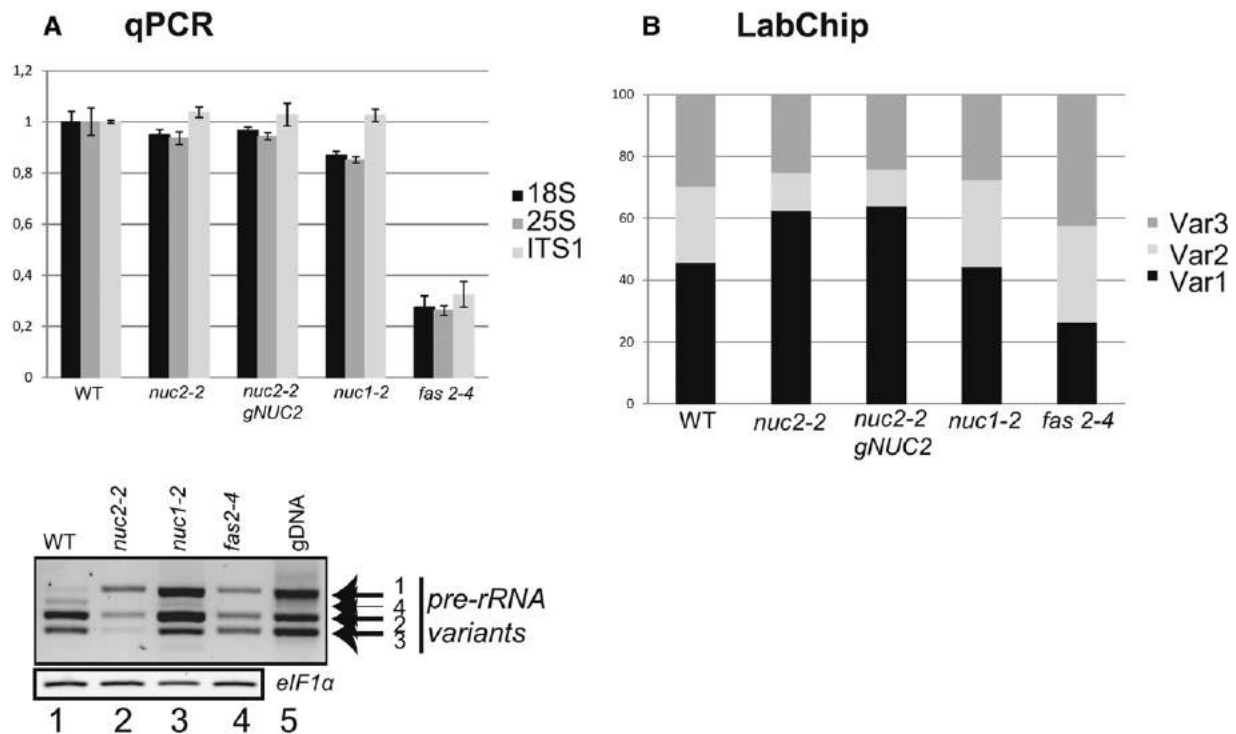 A qPCR
1,2
1
0,8
0,6
0,4
0,2
0
WT nuc2-2 nuc2-2 nuc1-2 fas 2-4
gNUC2
18S
25S
ITS1
B LabChip
100
80
60
40
20
0
WT nuc2-2 nuc2-2 nuc1-2 fas 2-4
gNUC2
Var3
Var2
Var1
WT nuc2-2 nuc1-2 fas2-4 gDNA
1
4
2
3
pre-rRNA
variants
eIF1α
1 2 3 4 5